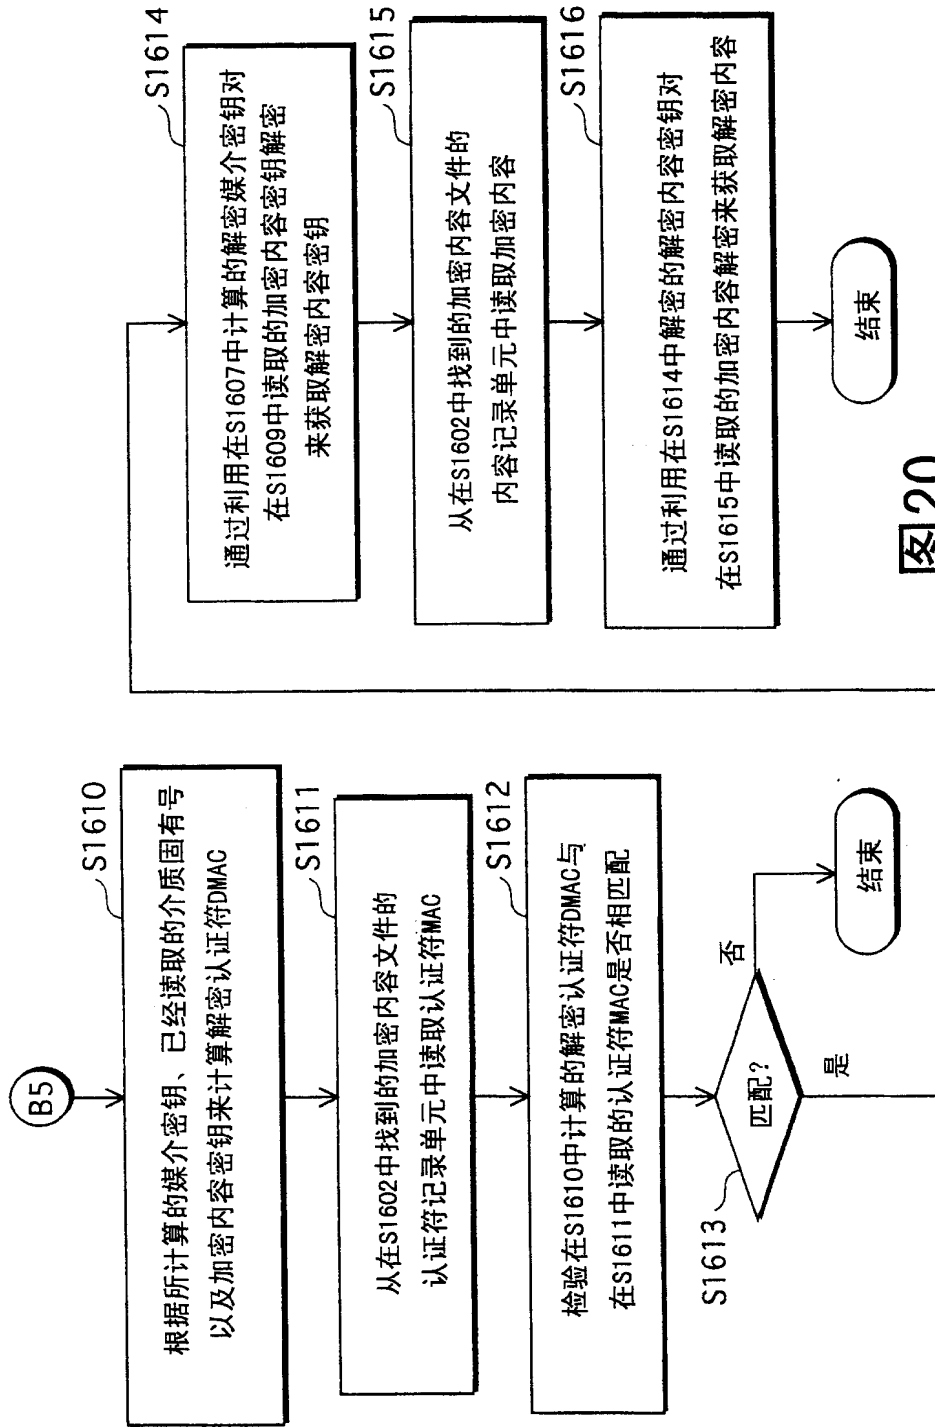 B5
S1610
根据所计算的媒介密钥、已经读取的介质固有号
以及加密内容密钥来计算解密认证符DMAC
S1611
从在S1602中找到的加密内容文件的
认证符记录单元中读取认证符MAC
S1612
检验在S1610中计算的解密认证符DMAC与
在S1611中读取的认证符MAC是否相匹配
S1613
匹配?
否
结束
是
S1614
通过利用在S1607中计算的解密媒介密钥对
在S1609中读取的加密内容密钥解密
来获取解密内容密钥
S1615
从在S1602中找到的加密内容文件的
内容记录单元中读取加密内容
S1616
通过利用在S1614中解密的解密内容密钥对
在S1615中读取的加密内容解密来获取解密内容
结束
图20